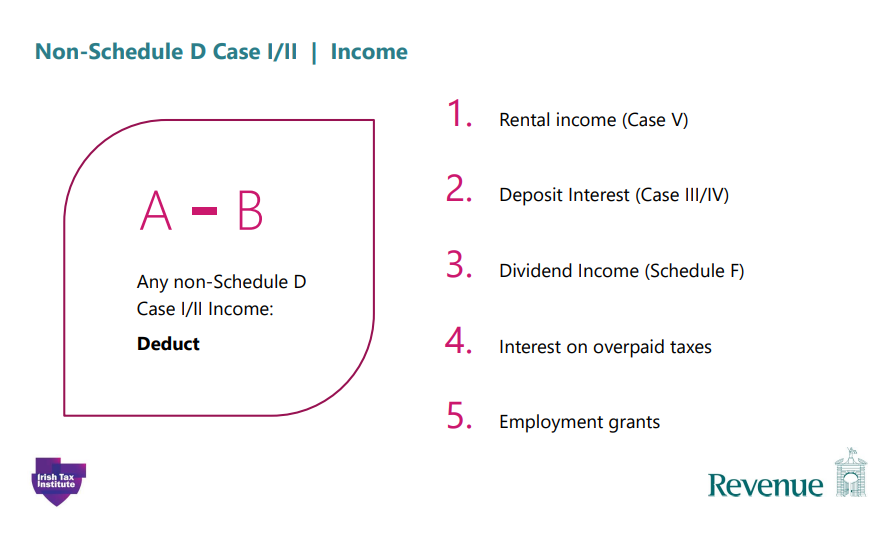 Non-Schedule D Case I/II | Income
A – B
Any non-Schedule D
Case I/II Income:
Deduct
1. Rental income (Case V)
2. Deposit Interest (Case III/IV)
3. Dividend Income (Schedule F)
4. Interest on overpaid taxes
5. Employment grants
Irish Tax
Institute
Revenue